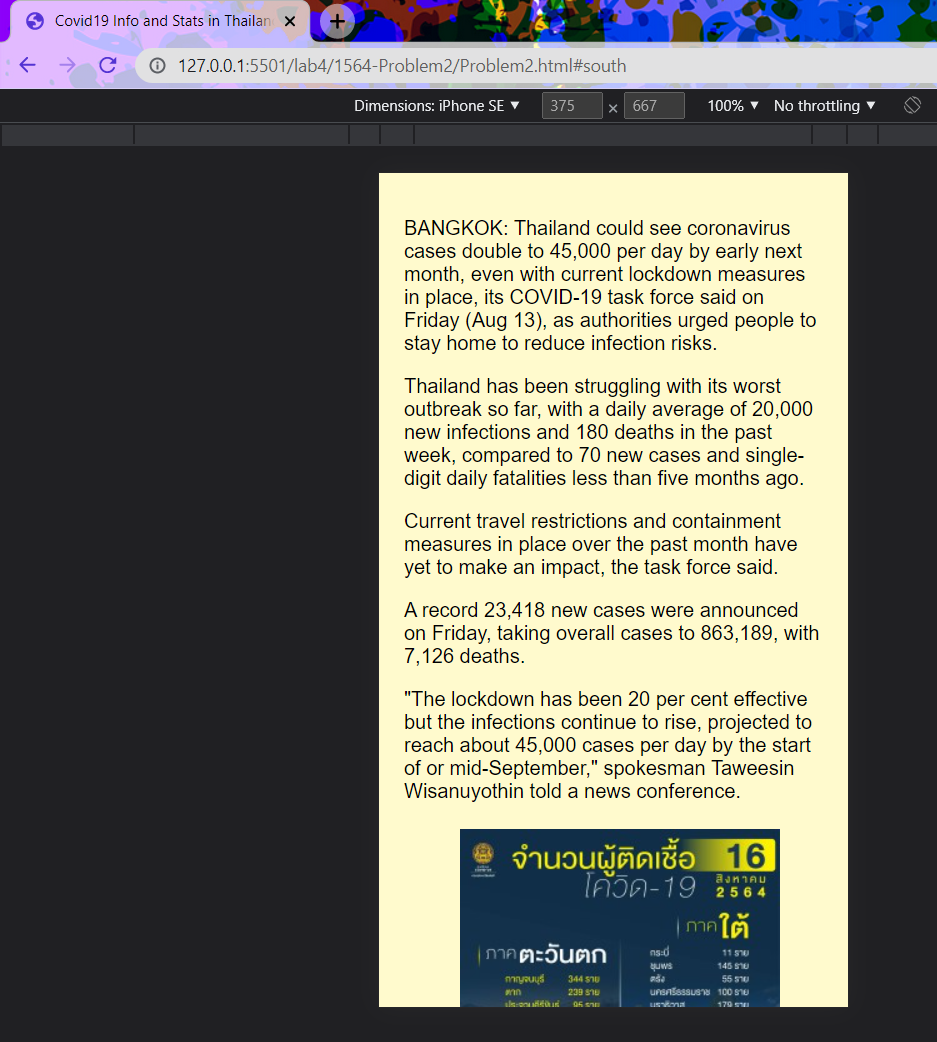 Covid19 Info and Stats in Thailan
127.0.0.1:5501/lab4/1564-Problem2/Problem2.html#south
Dimensions: iPhone SE ▼ 375 × 667 100% ▼ No throttling ▼
BANGKOK: Thailand could see coronavirus
cases double to 45,000 per day by early next
month, even with current lockdown measures
in place, its COVID-19 task force said on
Friday (Aug 13), as authorities urged people to
stay home to reduce infection risks.
Thailand has been struggling with its worst
outbreak so far, with a daily average of 20,000
new infections and 180 deaths in the past
week, compared to 70 new cases and single-
digit daily fatalities less than five months ago.
Current travel restrictions and containment
measures in place over the past month have
yet to make an impact, the task force said.
A record 23,418 new cases were announced
on Friday, taking overall cases to 863,189, with
7,126 deaths.
"The lockdown has been 20 per cent effective
but the infections continue to rise, projected to
reach about 45,000 cases per day by the start
of or mid-September," spokesman Taweesin
Wisanuyothin told a news conference.
จำนวนผู้ติดเชื้อ 16
โควิด-19 สิงหาคม
2564
ภาคใต้
ภาคตะวันตก
กระบี่ 11 ราย
ชุมพร 145 ราย
กาญจนบุรี 344 ราย
ตรัง 55 ราย
ตาก 239 ราย
นครศรีธรรมราช 100 ราย
ประจวบคีรีขันธ์ 95 ราย
นราธิวาส 179 ราย